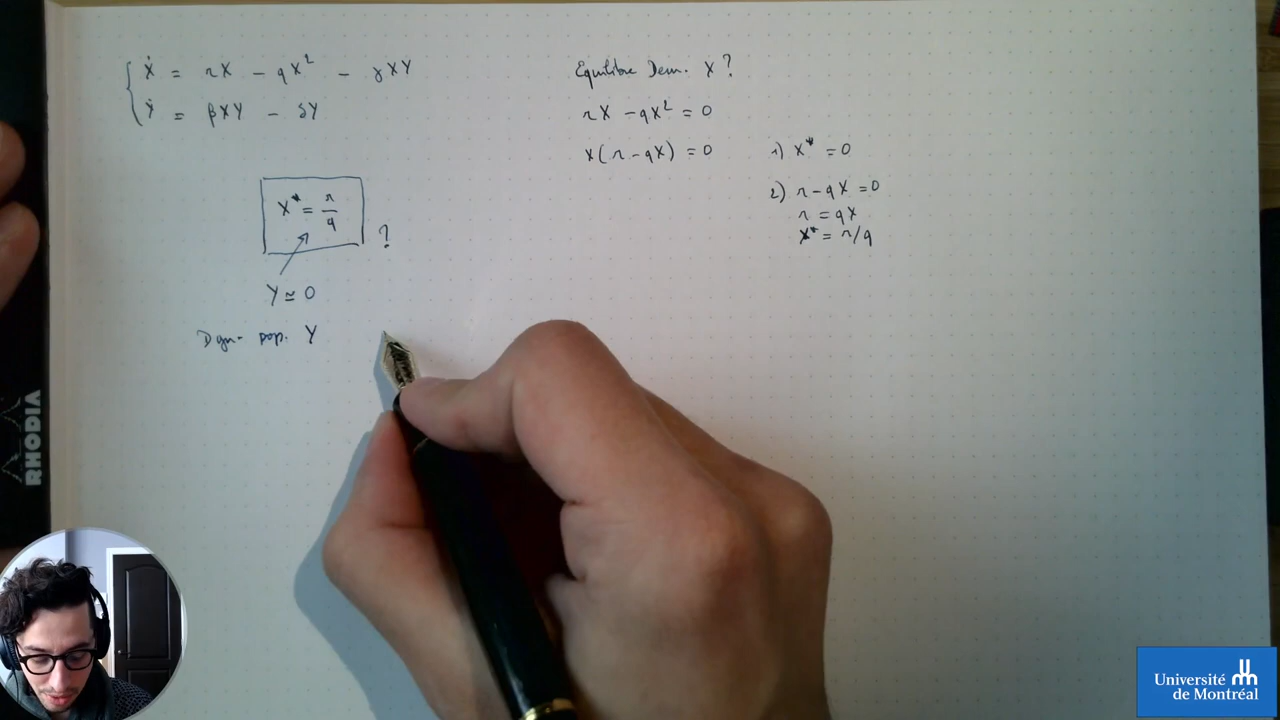 Ẋ = rX - qX² - γXY
Ẏ = βXY - δY
X* = r/q
?
Y ≃ 0
Dyn. pop. Y
Equilibre Dem. X?
rX - qX² = 0
X(r - qX) = 0
1) X* = 0
2) r - qX = 0
r = qX
X* = r/q
RHODIA
Université
de Montréal